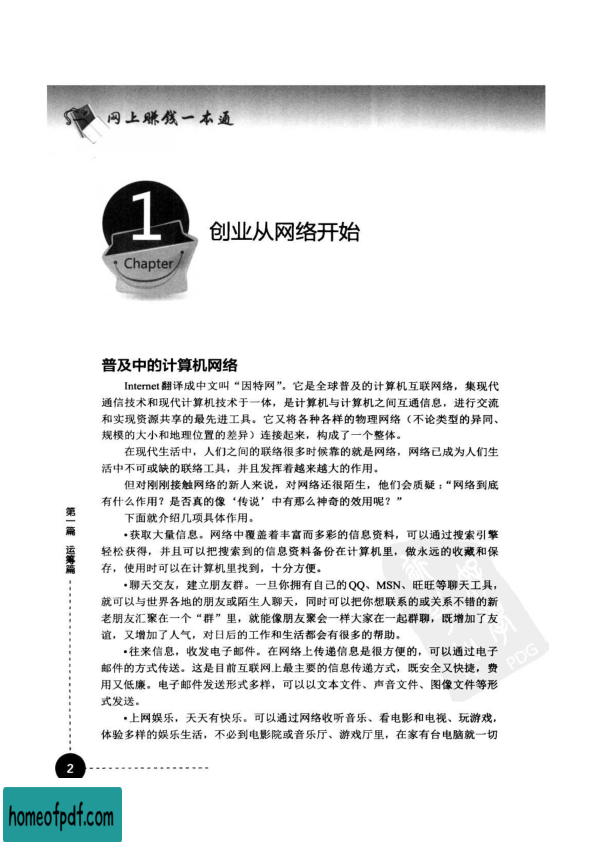 网上赚钱一本通
1
Chapter
创业从网络开始
普及中的计算机网络
Internet翻译成中文叫“因特网”。它是全球普及的计算机互联网络，集现代
通信技术和现代计算机技术于一体，是计算机与计算机之间互通信息，进行交流
和实现资源共享的最先进工具。它又将各种各样的物理网络（不论类型的异同、
规模的大小和地理位置的差异）连接起来，构成了一个整体。
在现代生活中，人们之间的联络很多时候靠的就是网络，网络已成为人们生
活中不可或缺的联络工具，并且发挥着越来越大的作用。
但对刚刚接触网络的新人来说，对网络还很陌生，他们会质疑：“网络到底
有什么作用？是否真的像‘传说’中有那么神奇的效用呢？”
下面就介绍几项具体作用。
•获取大量信息。网络中覆盖着丰富而多彩的信息资料，可以通过搜索引擎
轻松获得，并且可以把搜索到的信息资料备份在计算机里，做永远的收藏和保
存，使用时可以在计算机里找到，十分方便。
•聊天交友，建立朋友群。一旦你拥有自己的QQ、MSN、旺旺等聊天工具，
就可以与世界各地的朋友或陌生人聊天，同时可以把你想联系的或关系不错的新
老朋友汇聚在一个“群”里，就能像朋友聚会一样大家在一起群聊，既增加了友
谊，又增加了人气，对日后的工作和生活都会有很多的帮助。
•往来信息，收发电子邮件。在网络上传递信息是很方便的，可以通过电子
邮件的方式传送。这是目前互联网上最主要的信息传递方式，既安全又快捷，费
用又低廉。电子邮件发送形式多样，可以以文本文件、声音文件、图像文件等形
式发送。
•上网娱乐，天天有快乐。可以通过网络收听音乐、看电影和电视、玩游戏，
体验多样的娱乐生活，不必到电影院或音乐厅、游戏厅里，在家有台电脑就一切
第一篇 运筹篇
PDG
2
homeofpdf.com